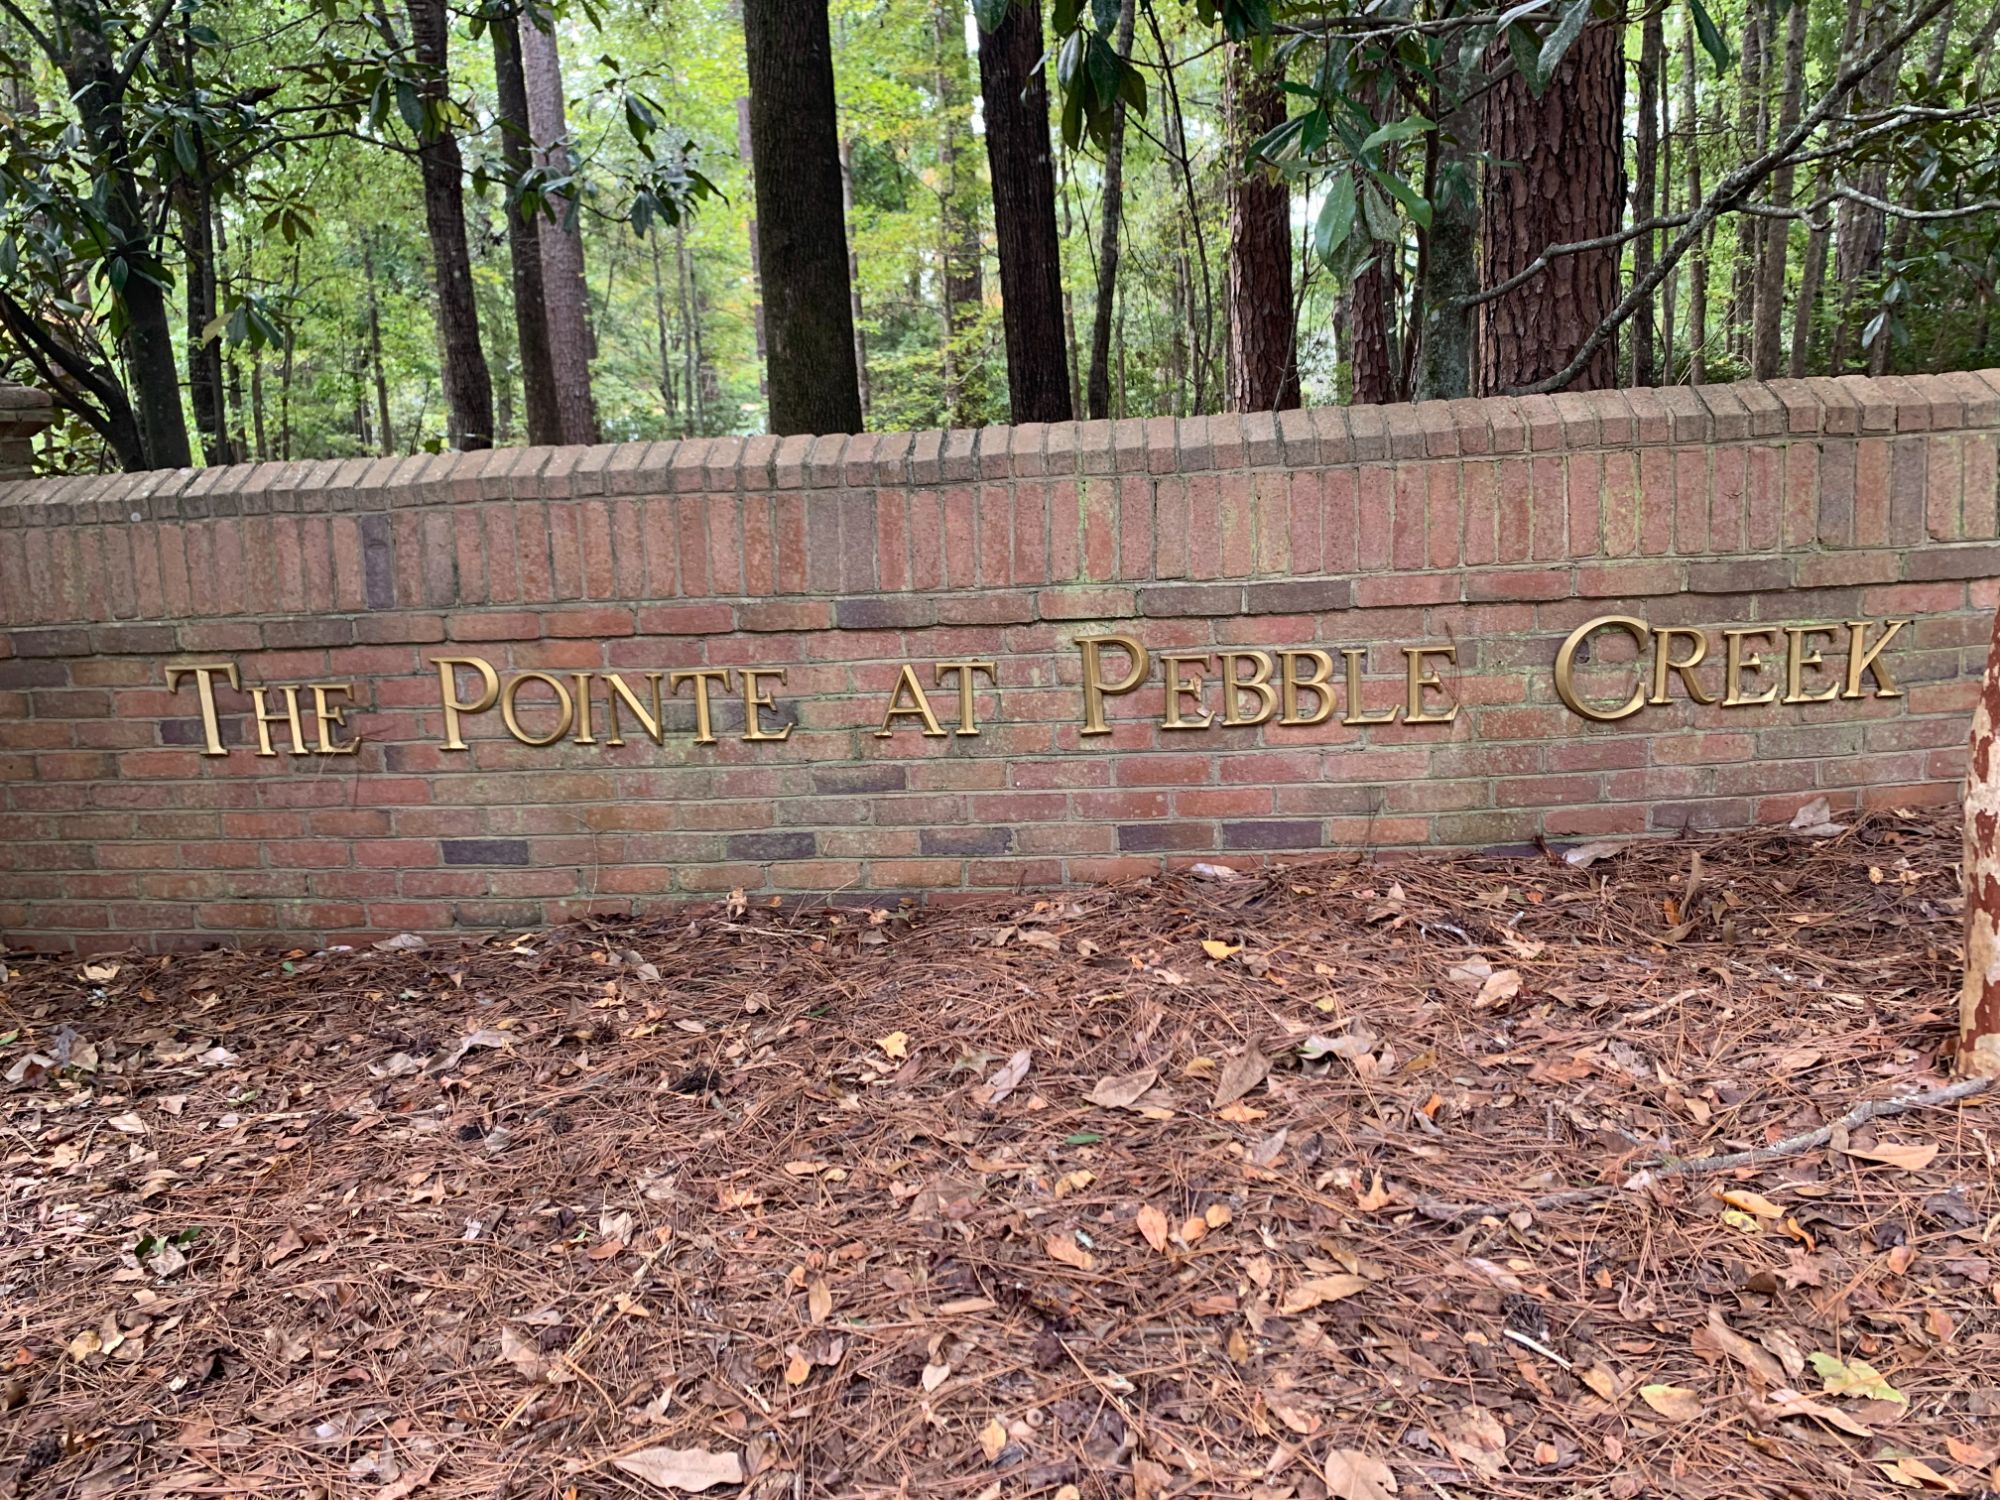 The Pointe at Pebble Creek